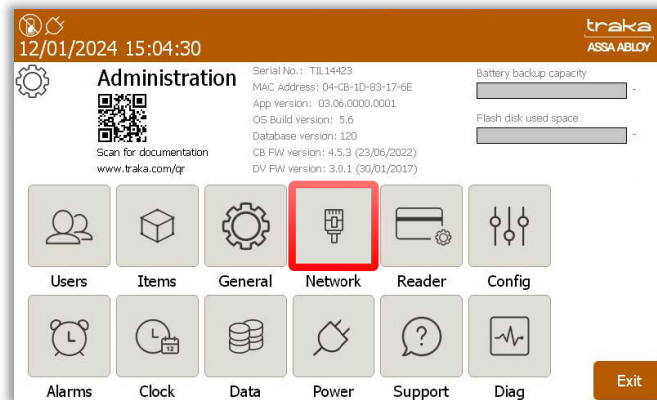 12/01/2024 15:04:30
traka
ASSA ABLOY
Administration
Scan for documentation
www.traka.com/qr
Serial No.: TIL14423
MAC Address: 04-CB-1D-83-17-6E
App version: 03.06.0000.0001
OS Build version: 5.6
Database version: 120
CB FW version: 4.5.3 (23/06/2022)
DV FW version: 3.0.1 (30/01/2017)
Battery backup capacity
-
Flash disk used space
-
Users Items General Network Reader Config
12
Alarms Clock Data Power Support Diag
Exit